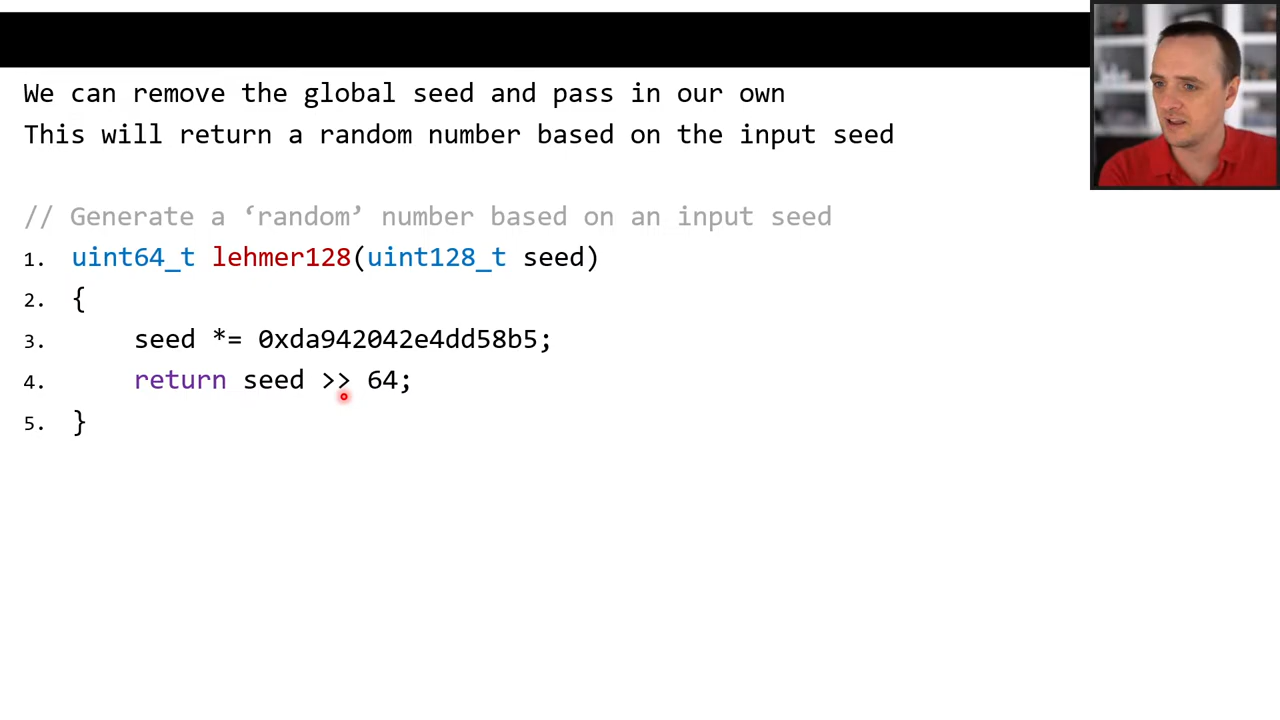 We can remove the global seed and pass in our own
This will return a random number based on the input seed
// Generate a ‘random’ number based on an input seed
1. uint64_t lehmer128(uint128_t seed)
2. {
3. seed *= 0xda942042e4dd58b5;
4. return seed >> 64;
5. }